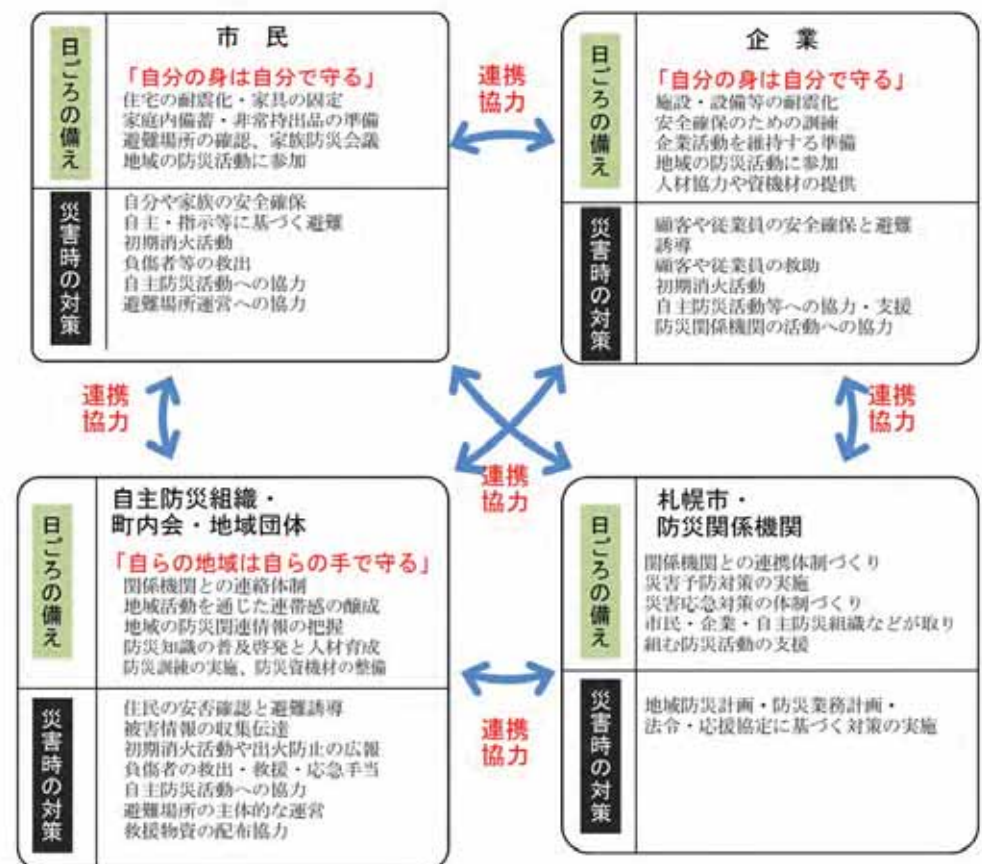 市 民
日ごろの備え
「自分の身は自分で守る」
住宅の耐震化・家具の固定
家庭内備蓄・非常持出品の準備
避難場所の確認、家族防災会議
地域の防災活動に参加
災害時の対策
自分や家族の安全確保
自主・指示等に基づく避難
初期消火活動
負傷者等の救出
自主防災活動への協力
避難場所運営への協力
連携
協力
企 業
日ごろの備え
「自分の身は自分で守る」
施設・設備等の耐震化
安全確保のための訓練
企業活動を維持する準備
地域の防災活動に参加
人材協力や資機材の提供
災害時の対策
顧客や従業員の安全確保と避難
誘導
顧客や従業員の救助
初期消火活動
自主防災活動等への協力・支援
防災関係機関の活動への協力
連携
協力
連携
協力
連携
協力
自主防災組織・
町内会・地域団体
日ごろの備え
「自らの地域は自らの手で守る」
関係機関との連絡体制
地域活動を通じた連帯感の醸成
地域の防災関連情報の把握
防災知識の普及啓発と人材育成
防災訓練の実施、防災資機材の整備
災害時の対策
住民の安否確認と避難誘導
被害情報の収集伝達
初期消火活動や出火防止の広報
負傷者の救出・救援・応急手当
自主防災活動への協力
避難場所の主体的な運営
救援物資の配布協力
連携
協力
札幌市・
防災関係機関
日ごろの備え
関係機関との連携体制づくり
災害予防対策の実施
災害応急対策の体制づくり
市民・企業・自主防災組織などが取り
組む防災活動の支援
災害時の対策
地域防災計画・防災業務計画・
法令・応援協定に基づく対策の実施